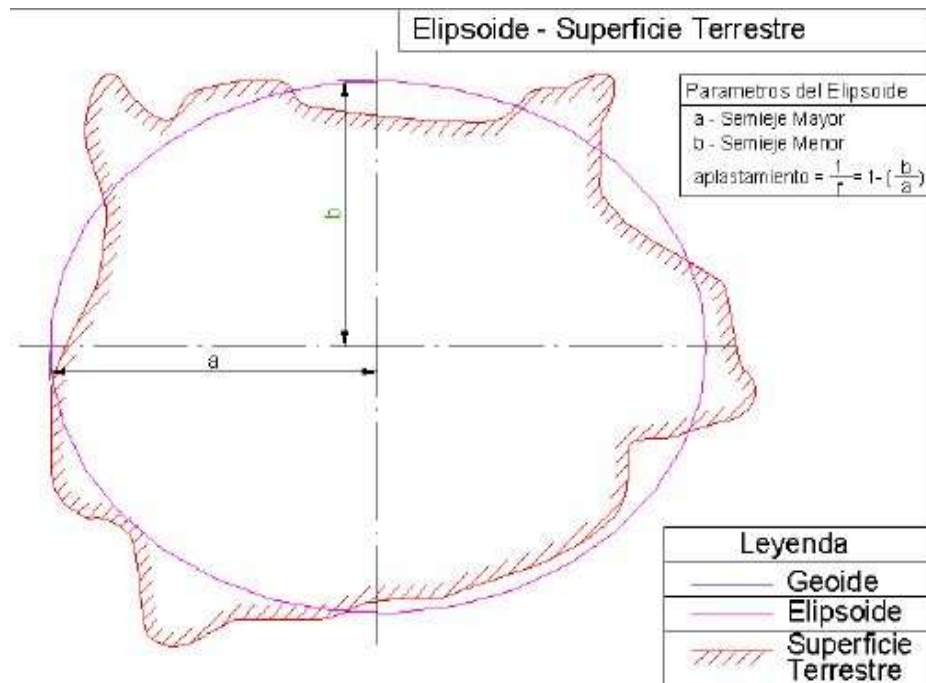 Elipsoide - Superficie Terrestre
Parametros del Elipsoide
a - Semieje Mayor
b - Semieje Menor
aplastamiento = 1/f = 1-(b/a)
b
a
Leyenda
Geoide
Elipsoide
Superficie
Terrestre